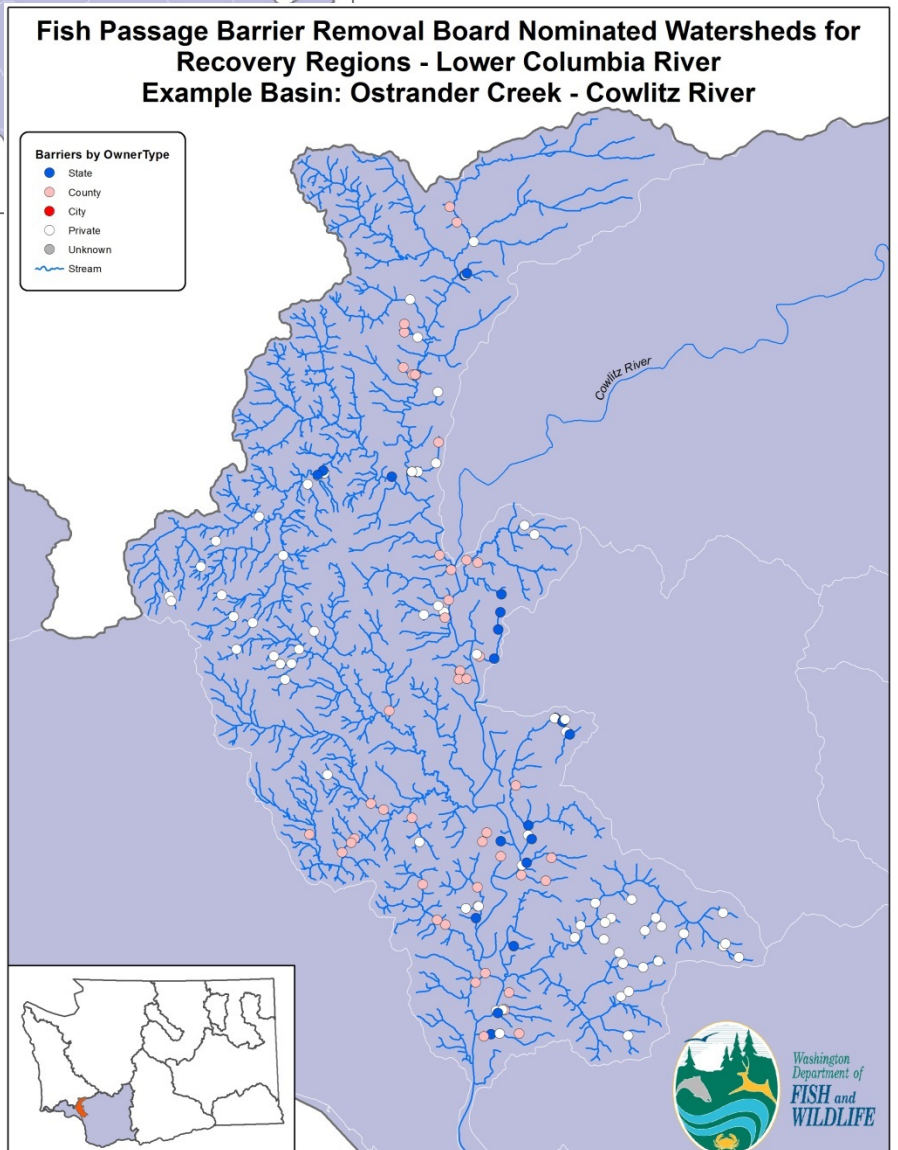 Fish Passage Barrier Removal Board Nominated Watersheds for
Recovery Regions - Lower Columbia River
Example Basin: Ostrander Creek - Cowlitz River
Barriers by OwnerType
State
County
City
Private
Unknown
Stream
Cowlitz River
Washington
Department of
FISH and
WILDLIFE